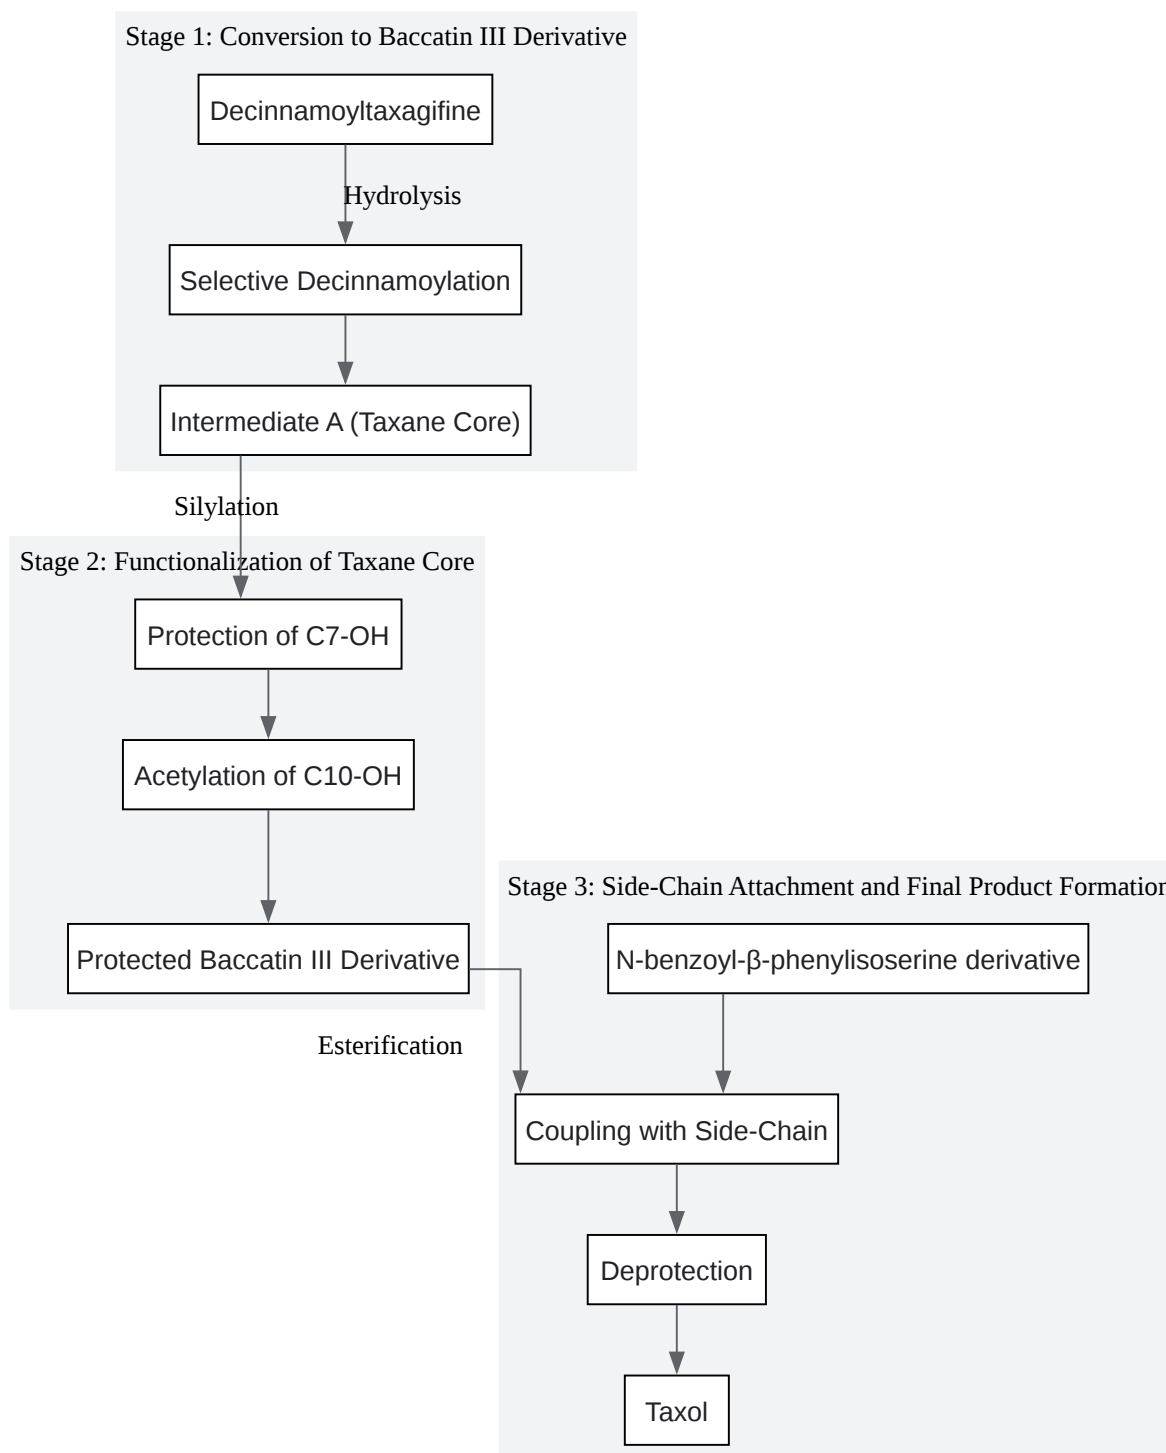 Stage 1: Conversion to Baccatin III Derivative
Decinnamoyltaxagifine
Hydrolysis
Selective Decinnamoylation
Intermediate A (Taxane Core)
Silylation
Stage 2: Functionalization of Taxane Core
Protection of C7-OH
Acetylation of C10-OH
Protected Baccatin III Derivative
Esterification
Stage 3: Side-Chain Attachment and Final Product Formation
N-benzoyl-β-phenylisoserine derivative
Coupling with Side-Chain
Deprotection
Taxol